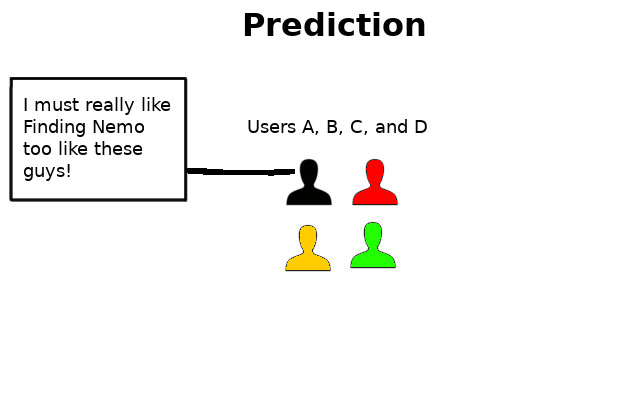 Prediction
I must really like
Finding Nemo
too like these
guys!
Users A, B, C, and D